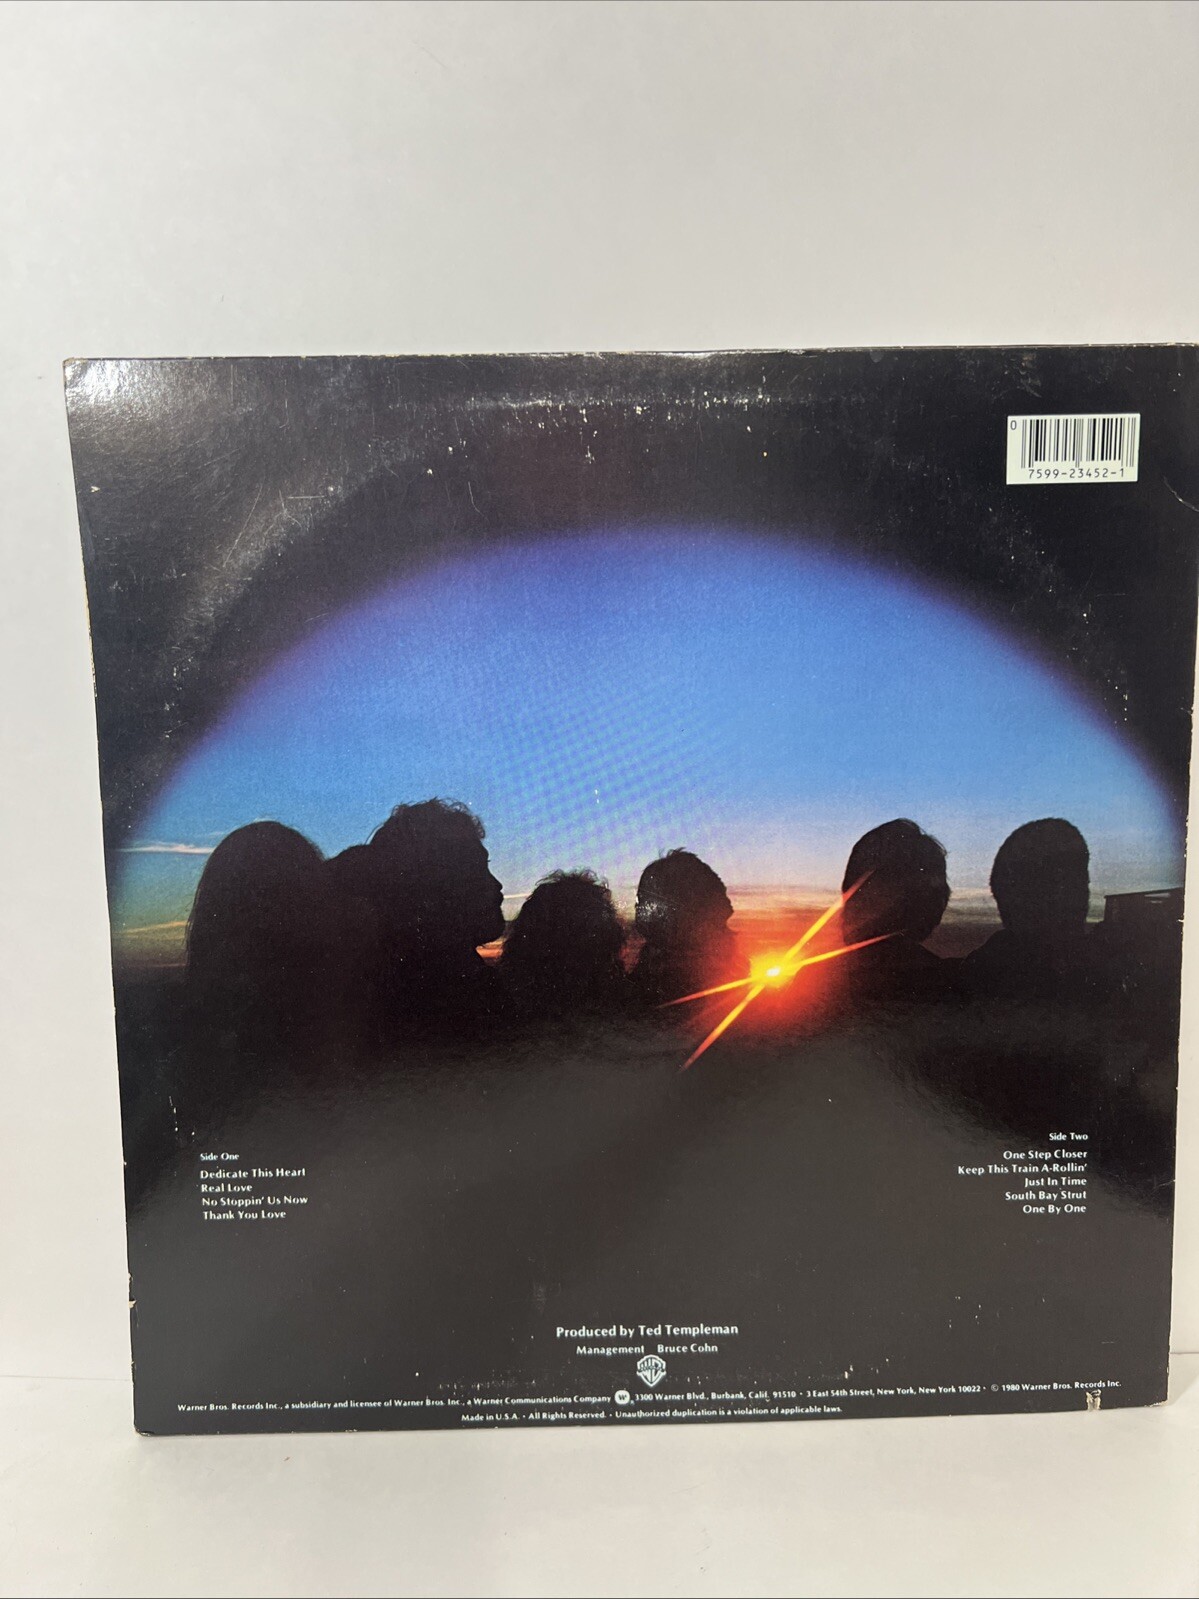 0
7599-23452-1
Side One
Dedicate This Heart
Real Love
No Stoppin' Us Now
Thank You Love
Side Two
One Step Closer
Keep This Train A-Rollin'
Just In Time
South Bay Strut
One By One
Produced by Ted Templeman
Management Bruce Cohn
Warner Bros. Records Inc., a subsidiary and licensee of Warner Bros. Inc., a Warner Communications Company W. 3300 Warner Blvd., Burbank, Calif. 91510 · 3 East 54th Street, New York, New York 10022 · © 1980 Warner Bros. Records Inc.
Made in U.S.A. · All Rights Reserved. · Unauthorized duplication is a violation of applicable laws.